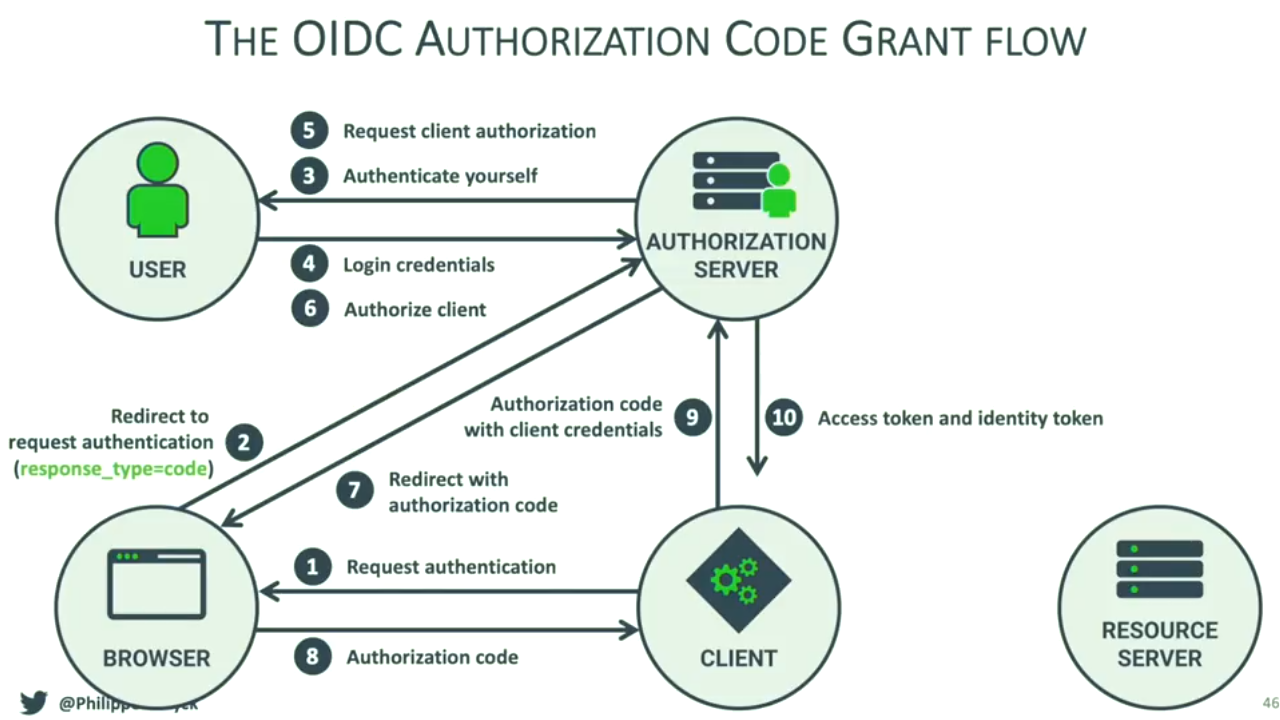 THE OIDC AUTHORIZATION CODE GRANT FLOW
5 Request client authorization
3 Authenticate yourself
USER
AUTHORIZATION
SERVER
4 Login credentials
6 Authorize client
Redirect to
request authentication
(response_type=code)
2
Authorization code
with client credentials
9
10 Access token and identity token
7 Redirect with
authorization code
1 Request authentication
BROWSER
8 Authorization code
CLIENT
RESOURCE
SERVER
46